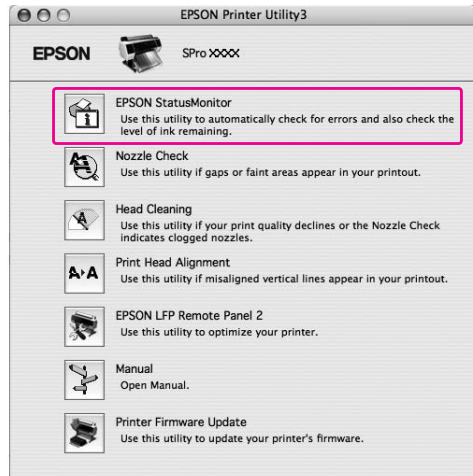 EPSON Printer Utility3
EPSON
SPro XXXX
EPSON StatusMonitor
Use this utility to automatically check for errors and also check the
level of ink remaining.
Nozzle Check
Use this utility if gaps or faint areas appear in your printout.
Head Cleaning
Use this utility if your print quality declines or the Nozzle Check
indicates clogged nozzles.
Print Head Alignment
Use this utility if misaligned vertical lines appear in your printout.
EPSON LFP Remote Panel 2
Use this utility to optimize your printer.
Manual
Open Manual.
Printer Firmware Update
Use this utility to update your printer's firmware.